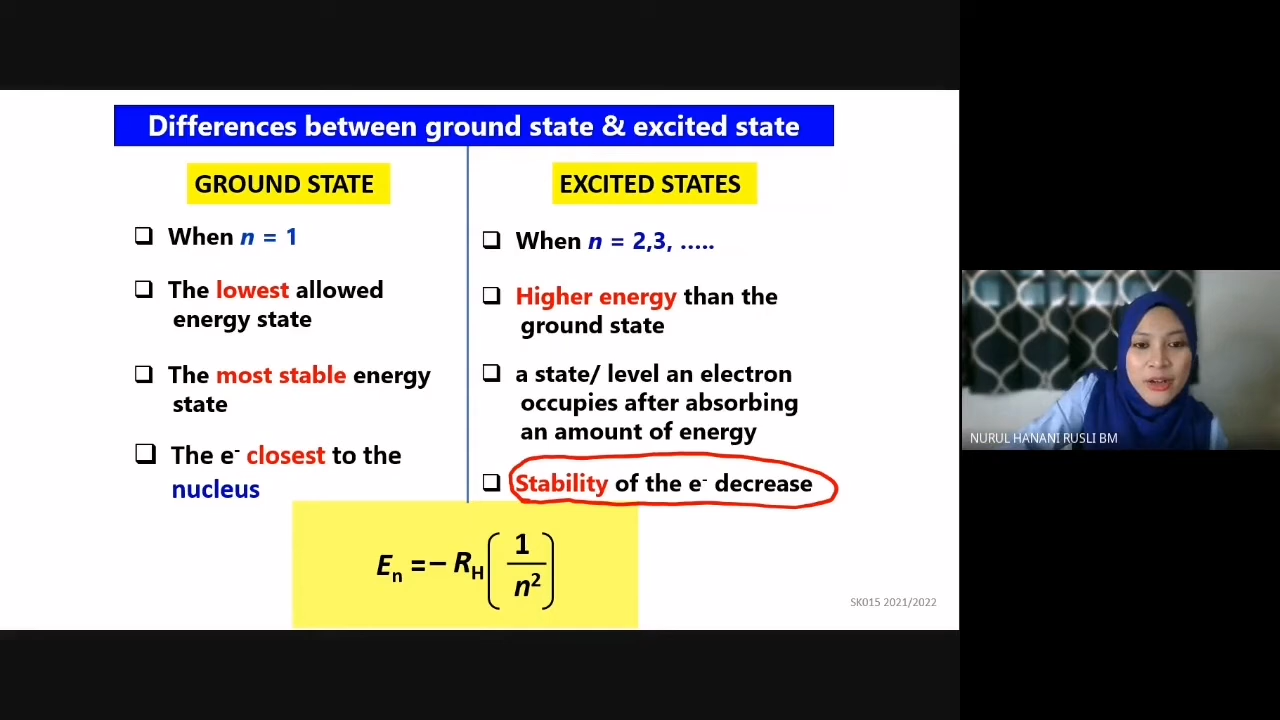 Differences between ground state & excited state
GROUND STATE
❑ When n = 1
❑ The lowest allowed
energy state
❑ The most stable energy
state
❑ The e⁻ closest to the
nucleus
EXCITED STATES
❑ When n = 2,3, …..
❑ Higher energy than the
ground state
❑ a state/ level an electron
occupies after absorbing
an amount of energy
❑ Stability of the e⁻ decrease
Eₙ = – R_H ( 1 / n² )
SK015 2021/2022
NURUL HANANI RUSLI BM